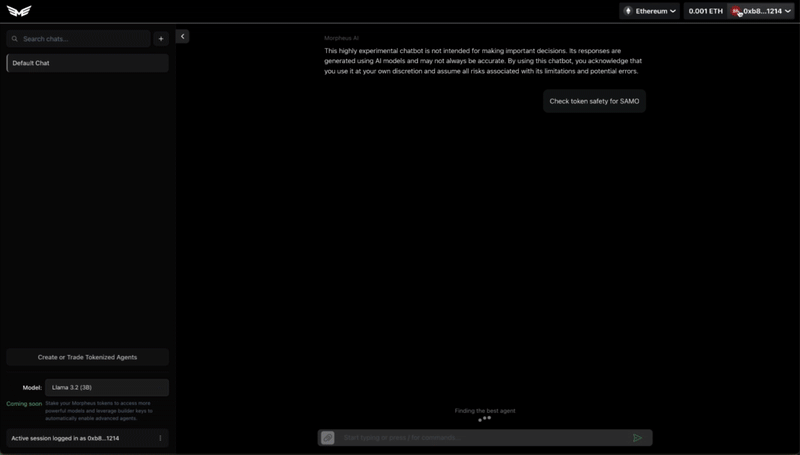 Ethereum
0.001 ETH
0xb8...1214
Search chats...
+
Default Chat
Morpheus AI
This highly experimental chatbot is not intended for making important decisions. Its responses are
generated using AI models and may not always be accurate. By using this chatbot, you acknowledge that
you use it at your own discretion and assume all risks associated with its limitations and potential errors.
Check token safety for SAMO
Create or Trade Tokenized Agents
Model:
Llama 3.2 (3B)
Coming soon
Stake your Morpheus tokens to access more
powerful models and leverage builder keys to
automatically enable advanced agents.
Active session logged in as 0xb8...1214
Finding the best agent
Start typing or press / for commands...